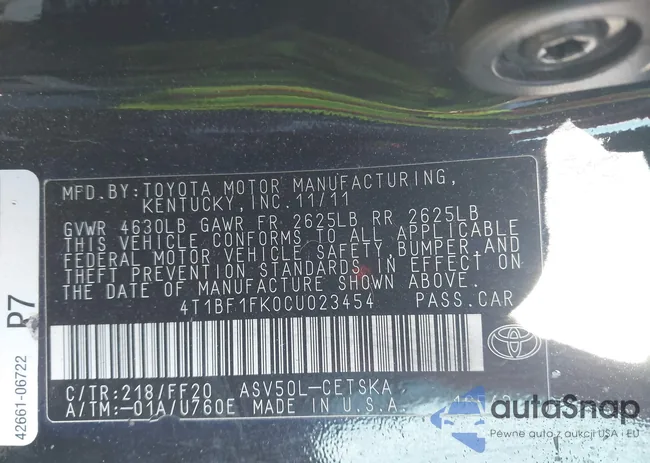 MFD.BY:TOYOTA MOTOR MANUFACTURING,
KENTUCKY, INC. 11/11
GVWR 4630LB GAWR FR 2625LB RR 2625LB
THIS VEHICLE CONFORMS TO ALL APPLICABLE
FEDERAL MOTOR VEHICLE SAFETY, BUMPER, AND
THEFT PREVENTION STANDARDS IN EFFECT ON
THE DATE OF MANUFACTURE SHOWN ABOVE.
4T1BF1FK0CU023454 PASS.CAR
C/TR:218/FF20 ASV50L-CETSKA
A/TM:-01A/U760E MADE IN U.S.A.
P7
42661-06722
autoSnap
Pewne auta z aukcji USA i EU